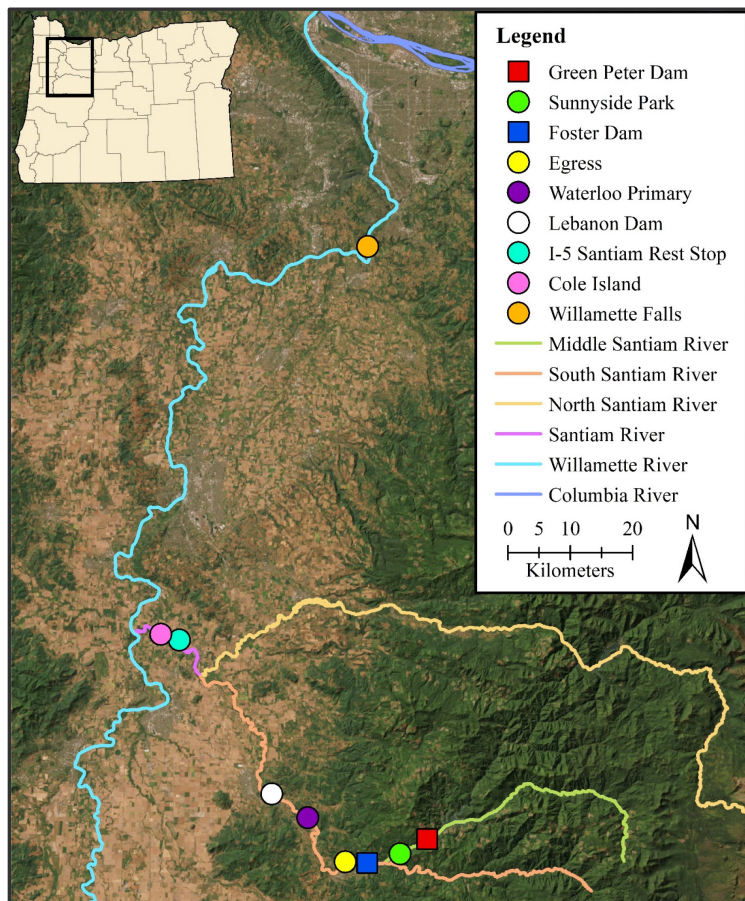 Legend
Green Peter Dam
Sunnyside Park
Foster Dam
Egress
Waterloo Primary
Lebanon Dam
I-5 Santiam Rest Stop
Cole Island
Willamette Falls
Middle Santiam River
South Santiam River
North Santiam River
Santiam River
Willamette River
Columbia River
0 5 10 20
Kilometers
N